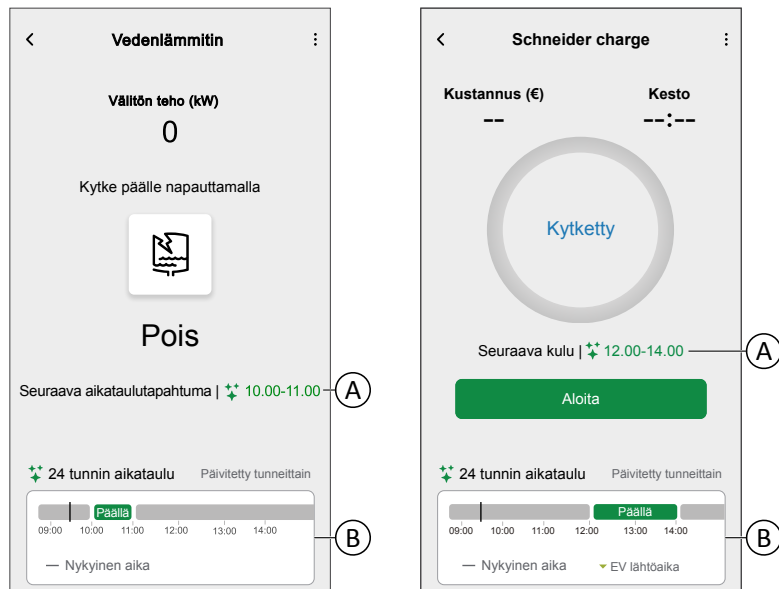 Vedenlämmitin
Välitön teho (kW)
0
Kytke päälle napauttamalla
Pois
Seuraava aikataulutapahtuma | 10.00-11.00
A
24 tunnin aikataulu Päivitetty tunneittain
Päällä
09:00 10:00 11:00 12:00 13:00 14:00
B
— Nykyinen aika
Schneider charge
Kustannus (€) Kesto
-- --:--
Kytketty
Seuraava kulu | 12.00-14.00
A
Aloita
24 tunnin aikataulu Päivitetty tunneittain
Päällä
09:00 10:00 11:00 12:00 13:00 14:00
B
— Nykyinen aika EV lähtöaika